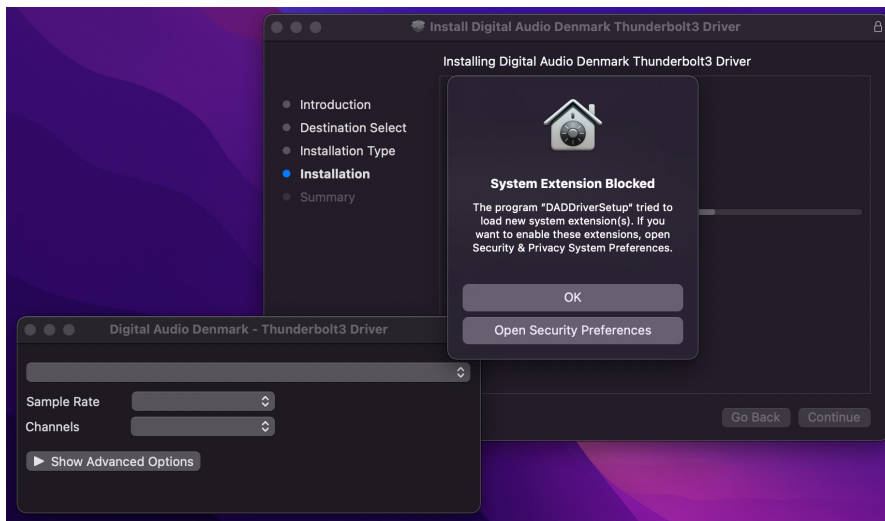 Install Digital Audio Denmark Thunderbolt3 Driver
Installing Digital Audio Denmark Thunderbolt3 Driver
Introduction
Destination Select
Installation Type
Installation
Summary
System Extension Blocked
The program "DADDriverSetup" tried to
load new system extension(s). If you
want to enable these extensions, open
Security & Privacy System Preferences.
OK
Open Security Preferences
Go Back
Continue
Digital Audio Denmark - Thunderbolt3 Driver
Sample Rate
Channels
Show Advanced Options